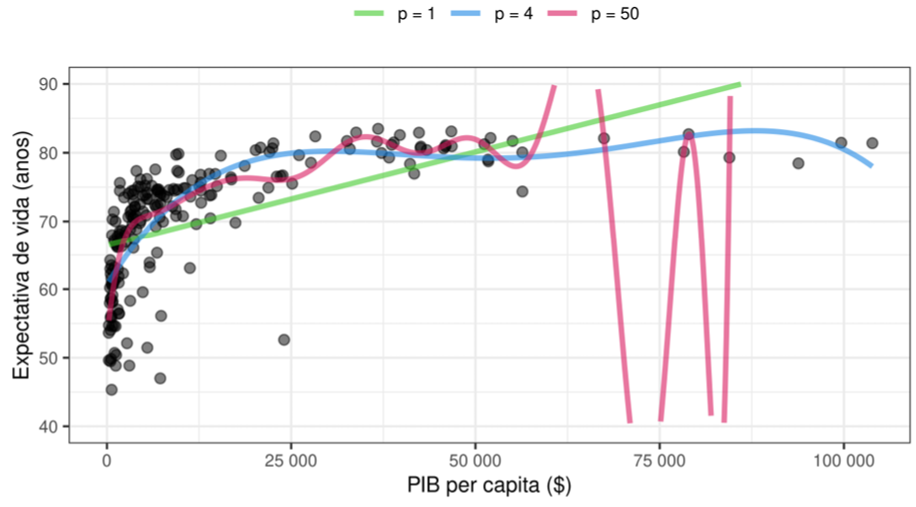 p = 1 p = 4 p = 50
90
80
70
60
50
40
Expectativa de vida (anos)
0 25 000 50 000 75 000 100 000
PIB per capita ($)